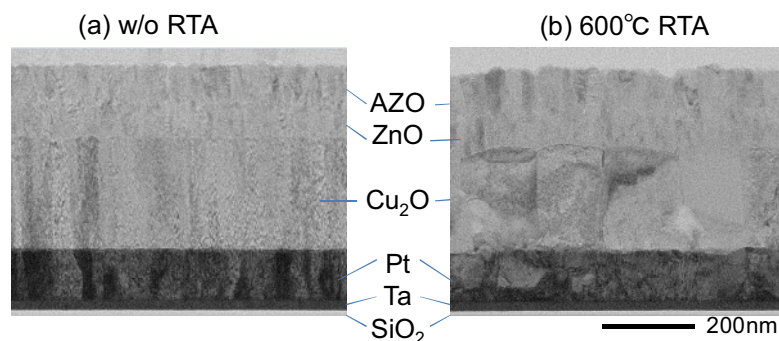 (a) w/o RTA
(b) 600℃ RTA
AZO
ZnO
Cu₂O
Pt
Ta
SiO₂
200nm